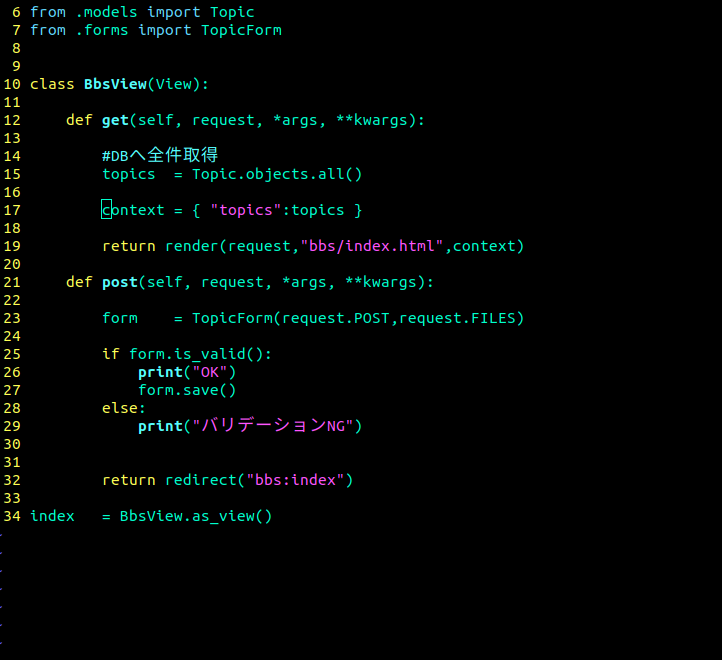 6 from .models import Topic
7 from .forms import TopicForm
8
9
10 class BbsView(View):
11
12     def get(self, request, *args, **kwargs):
13
14         #DBへ全件取得
15         topics  = Topic.objects.all()
16
17         context = { "topics":topics }
18
19         return render(request,"bbs/index.html",context)
20
21     def post(self, request, *args, **kwargs):
22
23         form    = TopicForm(request.POST,request.FILES)
24
25         if form.is_valid():
26             print("OK")
27             form.save()
28         else:
29             print("バリデーションNG")
30
31
32         return redirect("bbs:index")
33
34 index   = BbsView.as_view()